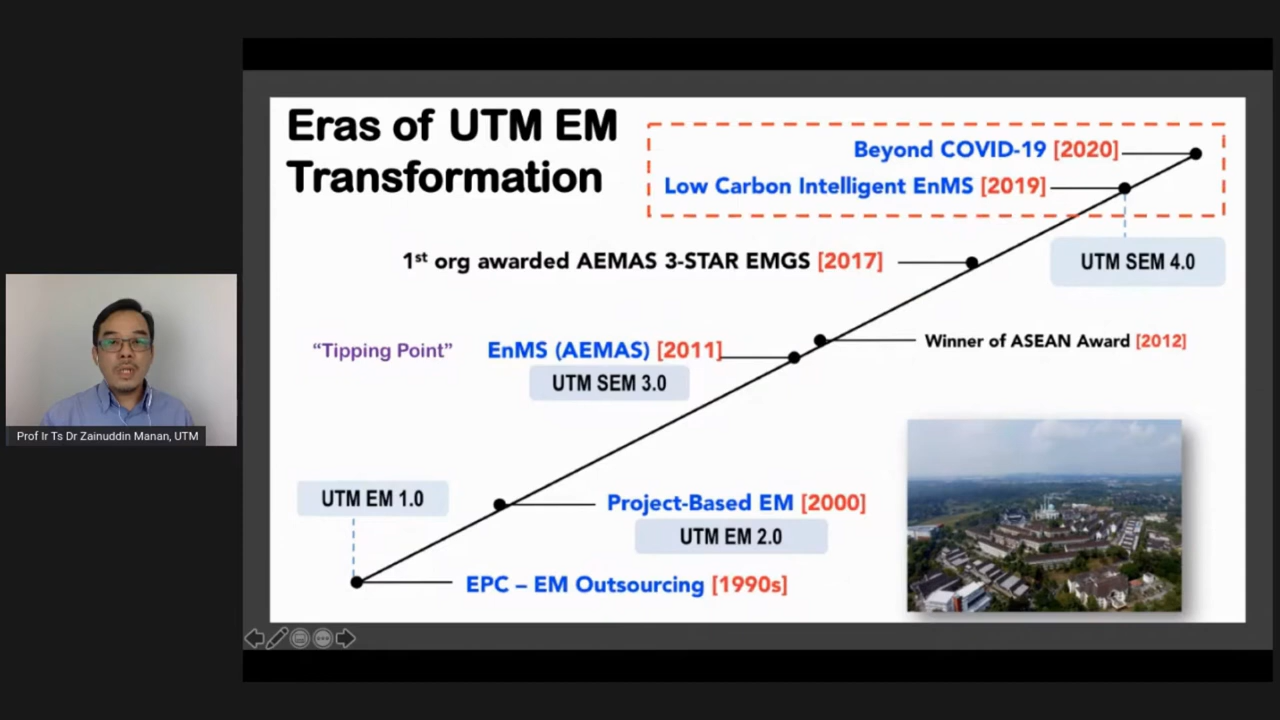 Eras of UTM EM
Transformation
Beyond COVID-19 [2020]
Low Carbon Intelligent EnMS [2019]
1st org awarded AEMAS 3-STAR EMGS [2017]
UTM SEM 4.0
"Tipping Point"
EnMS (AEMAS) [2011]
Winner of ASEAN Award [2012]
UTM SEM 3.0
UTM EM 1.0
Project-Based EM [2000]
UTM EM 2.0
EPC – EM Outsourcing [1990s]
Prof Ir Ts Dr Zainuddin Manan, UTM